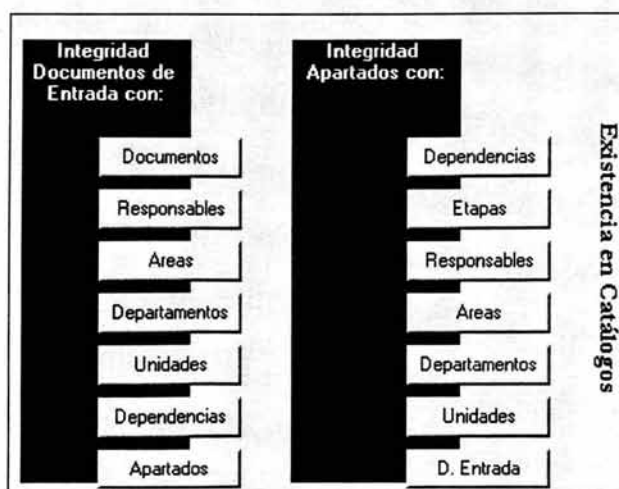 Integridad
Documentos de
Entrada con:
Documentos
Responsables
Areas
Departamentos
Unidades
Dependencias
Apartados
Integridad
Apartados con:
Dependencias
Etapas
Responsables
Areas
Departamentos
Unidades
D. Entrada
Existencia en Catálogos